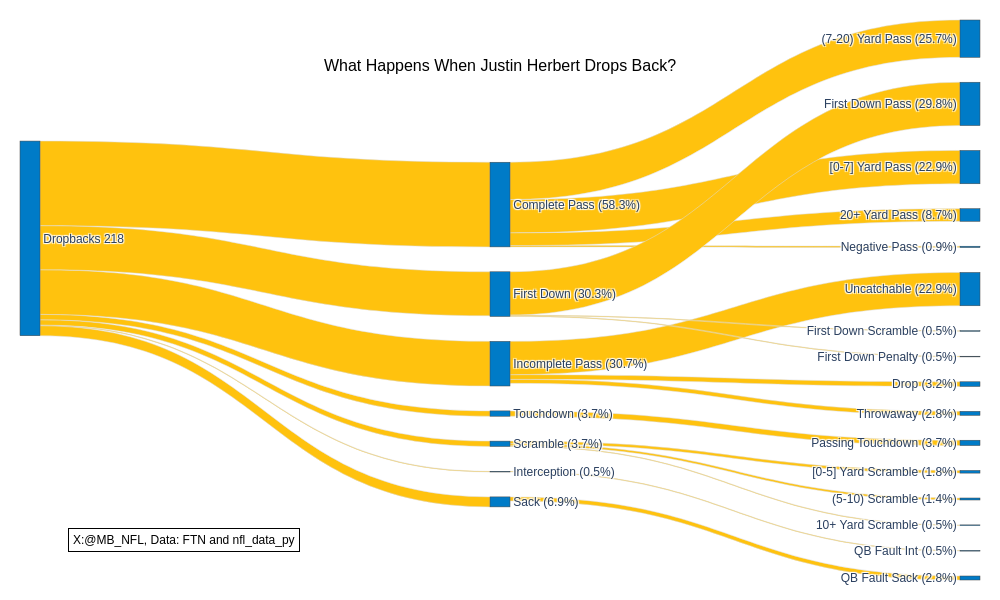 What Happens When Justin Herbert Drops Back?
Dropbacks 218
Complete Pass (58.3%)
First Down (30.3%)
Incomplete Pass (30.7%)
Touchdown (3.7%)
Scramble (3.7%)
Interception (0.5%)
Sack (6.9%)
(7-20) Yard Pass (25.7%)
First Down Pass (29.8%)
[0-7] Yard Pass (22.9%)
20+ Yard Pass (8.7%)
Negative Pass (0.9%)
Uncatchable (22.9%)
First Down Scramble (0.5%)
First Down Penalty (0.5%)
Drop (3.2%)
Throwaway (2.8%)
Passing Touchdown (3.7%)
[0-5] Yard Scramble (1.8%)
(5-10) Scramble (1.4%)
10+ Yard Scramble (0.5%)
QB Fault Int (0.5%)
QB Fault Sack (2.8%)
X:@MB_NFL, Data: FTN and nfl_data_py